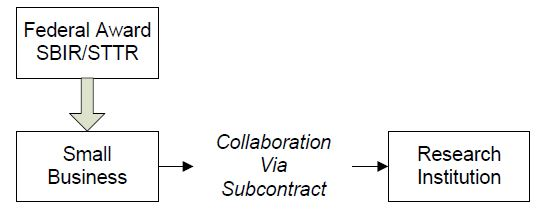 Federal Award
SBIR/STTR
Small
Business
Collaboration
Via
Subcontract
Research
Institution